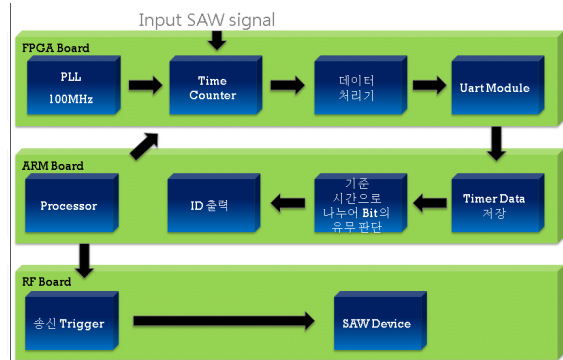 Input SAW signal
FPGA Board
PLL
100MHz
Time
Counter
데이터
처리기
Uart Module
ARM Board
Processor
ID 출력
기준
시간으로
나누어 Bit의
유무 판단
Timer Data
저장
RF Board
송신 Trigger
SAW Device